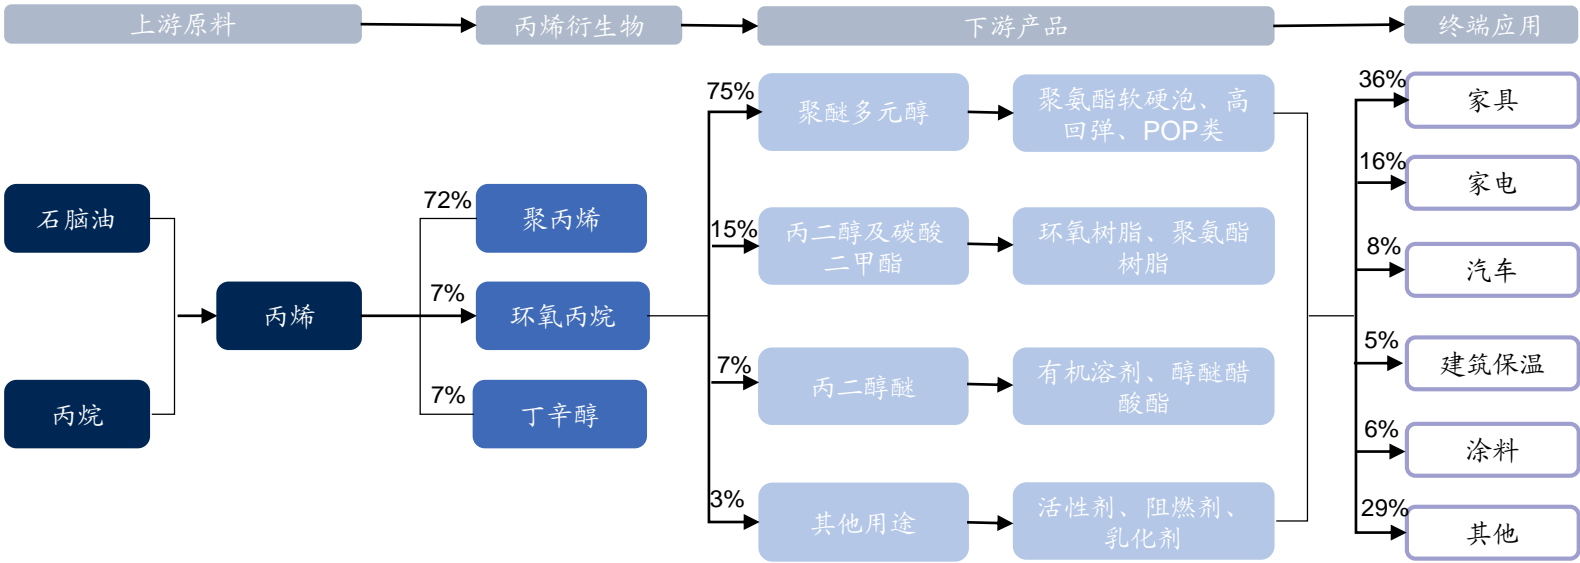 上游原料
丙烯衍生物
下游产品
终端应用
石脑油
丙烷
丙烯
72%
聚丙烯
7%
环氧丙烷
7%
丁辛醇
75%
聚醚多元醇
聚氨酯软硬泡、高
回弹、POP类
15%
丙二醇及碳酸
二甲酯
环氧树脂、聚氨酯
树脂
7%
丙二醇醚
有机溶剂、醇醚醋
酸酯
3%
其他用途
活性剂、阻燃剂、
乳化剂
36%
家具
16%
家电
8%
汽车
5%
建筑保温
6%
涂料
29%
其他